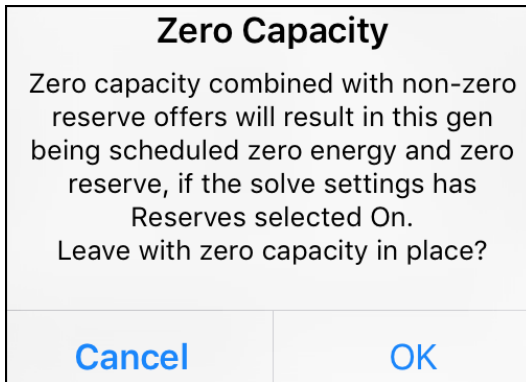 Zero Capacity
Zero capacity combined with non-zero
reserve offers will result in this gen
being scheduled zero energy and zero
reserve, if the solve settings has
Reserves selected On.
Leave with zero capacity in place?
Cancel OK